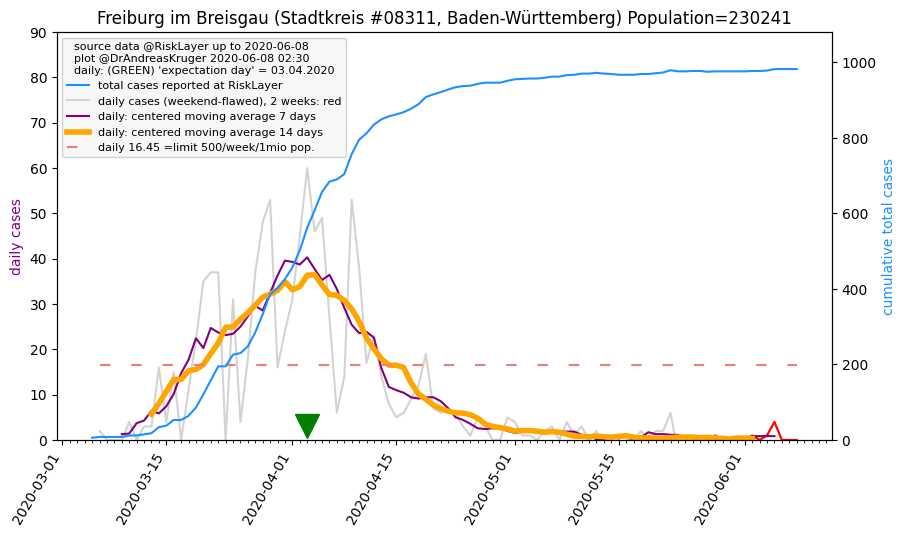 Freiburg im Breisgau (Stadtkreis #08311, Baden-Württemberg) Population=230241
source data @RiskLayer up to 2020-06-08
plot @DrAndreasKruger 2020-06-08 02:30
daily: (GREEN) 'expectation day' = 03.04.2020
total cases reported at RiskLayer
daily cases (weekend-flawed), 2 weeks: red
daily: centered moving average 7 days
daily: centered moving average 14 days
daily 16.45 =limit 500/week/1mio pop.
daily cases
90
80
70
60
50
40
30
20
10
0
cumulative total cases
1000
800
600
400
200
0
2020-03-01
2020-03-15
2020-04-01
2020-04-15
2020-05-01
2020-05-15
2020-06-01